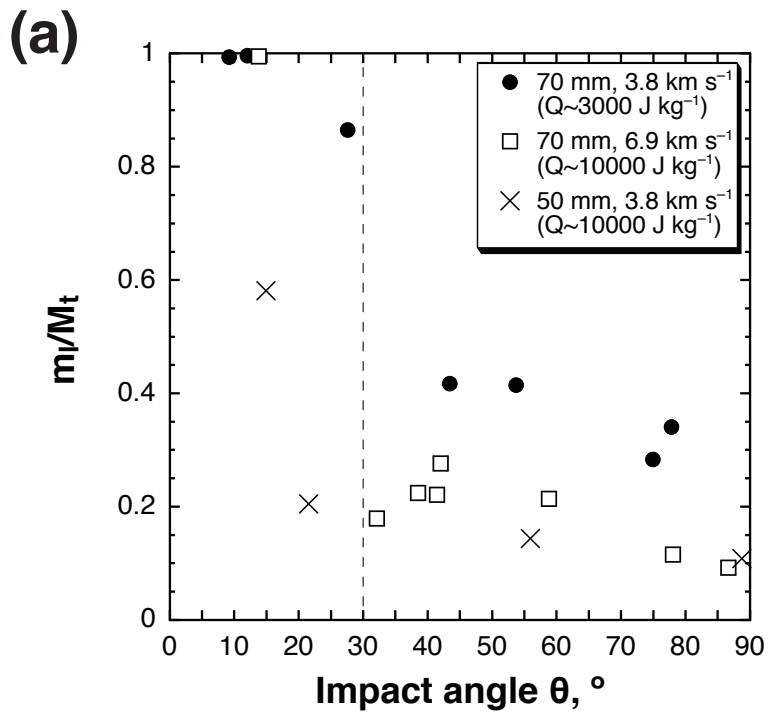 (a)
1
0.8
0.6
0.4
0.2
0
mₗ/Mₜ
70 mm, 3.8 km s⁻¹
(Q~3000 J kg⁻¹)
70 mm, 6.9 km s⁻¹
(Q~10000 J kg⁻¹)
50 mm, 3.8 km s⁻¹
(Q~10000 J kg⁻¹)
0 10 20 30 40 50 60 70 80 90
Impact angle θ, º